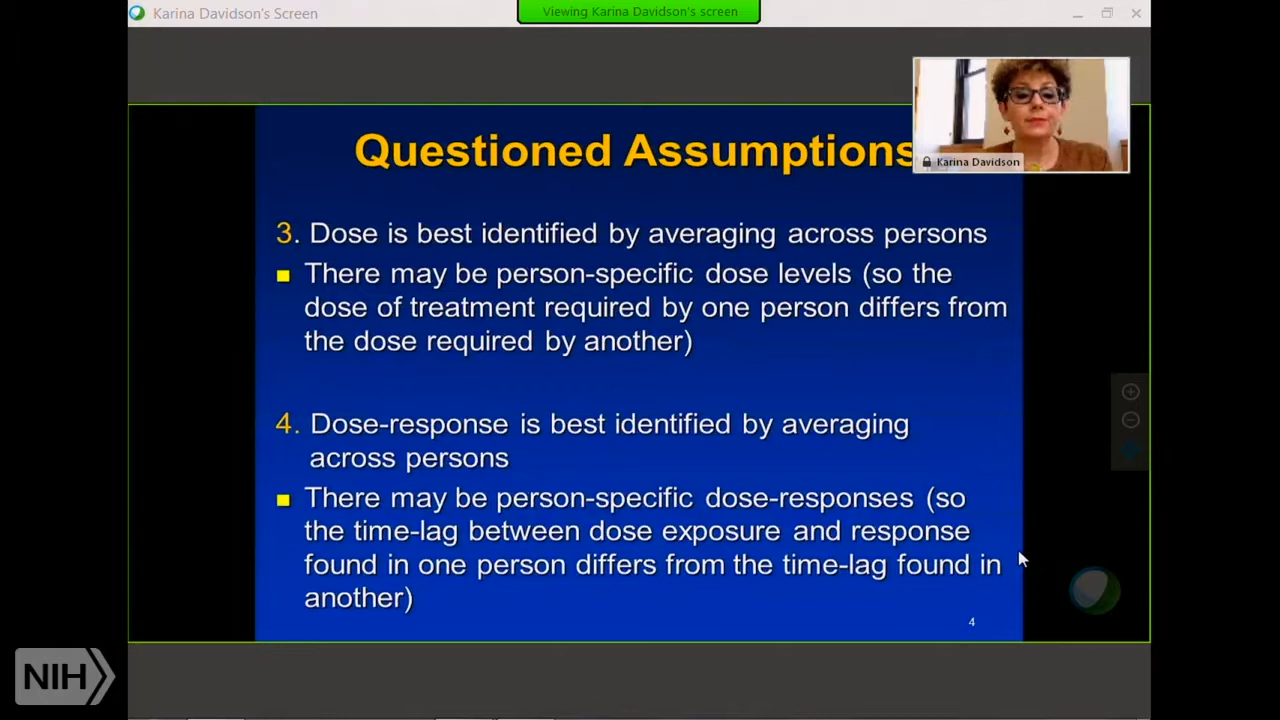 Karina Davidson's Screen
Viewing Karina Davidson's screen
Questioned Assumptions
Karina Davidson
3. Dose is best identified by averaging across persons
There may be person-specific dose levels (so the
dose of treatment required by one person differs from
the dose required by another)
4. Dose-response is best identified by averaging
across persons
There may be person-specific dose-responses (so
the time-lag between dose exposure and response
found in one person differs from the time-lag found in
another)
4
NIH